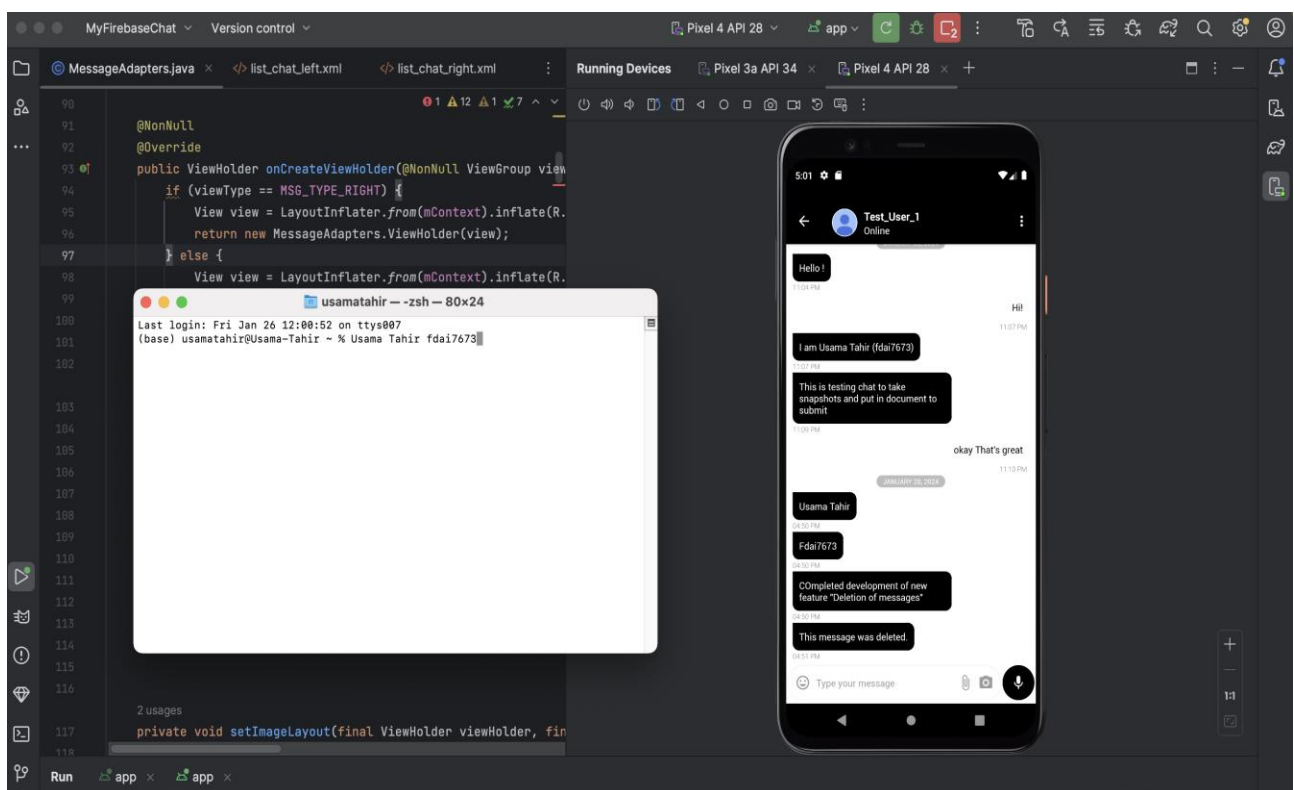 MyFirebaseChat Version control Pixel 4 API 28 app 2
MessageAdapters.java list_chat_left.xml list_chat_right.xml
Running Devices Pixel 3a API 34 Pixel 4 API 28
1 12 1 7
90
91 @NonNull
92 @Override
93 public ViewHolder onCreateViewHolder(@NonNull ViewGroup view
94 if (viewType == MSG_TYPE_RIGHT) {
95 View view = LayoutInflater.from(mContext).inflate(R.
96 return new MessageAdapters.ViewHolder(view);
97 } else {
98 View view = LayoutInflater.from(mContext).inflate(R.
99
100
101
102
103
104
105
106
107
108
109
110
111
112
113
114
115
116
2 usages
117 private void setImageLayout(final ViewHolder viewHolder, fin
118
usamatahir — -zsh — 80×24
Last login: Fri Jan 26 12:00:52 on ttys007
(base) usamatahir@Usama-Tahir ~ % Usama Tahir fdai7673
5:01
Test_User_1
Online
Hello !
11:04 PM
Hi!
11:07 PM
I am Usama Tahir (fdai7673)
11:07 PM
This is testing chat to take
snapshots and put in document to
submit
11:09 PM
okay That's great
11:10 PM
Usama Tahir
04:50 PM
Fdai7673
04:50 PM
COmpleted development of new
feature "Deletion of messages"
04:50 PM
This message was deleted.
04:51 PM
Type your message
1:1
Run app app